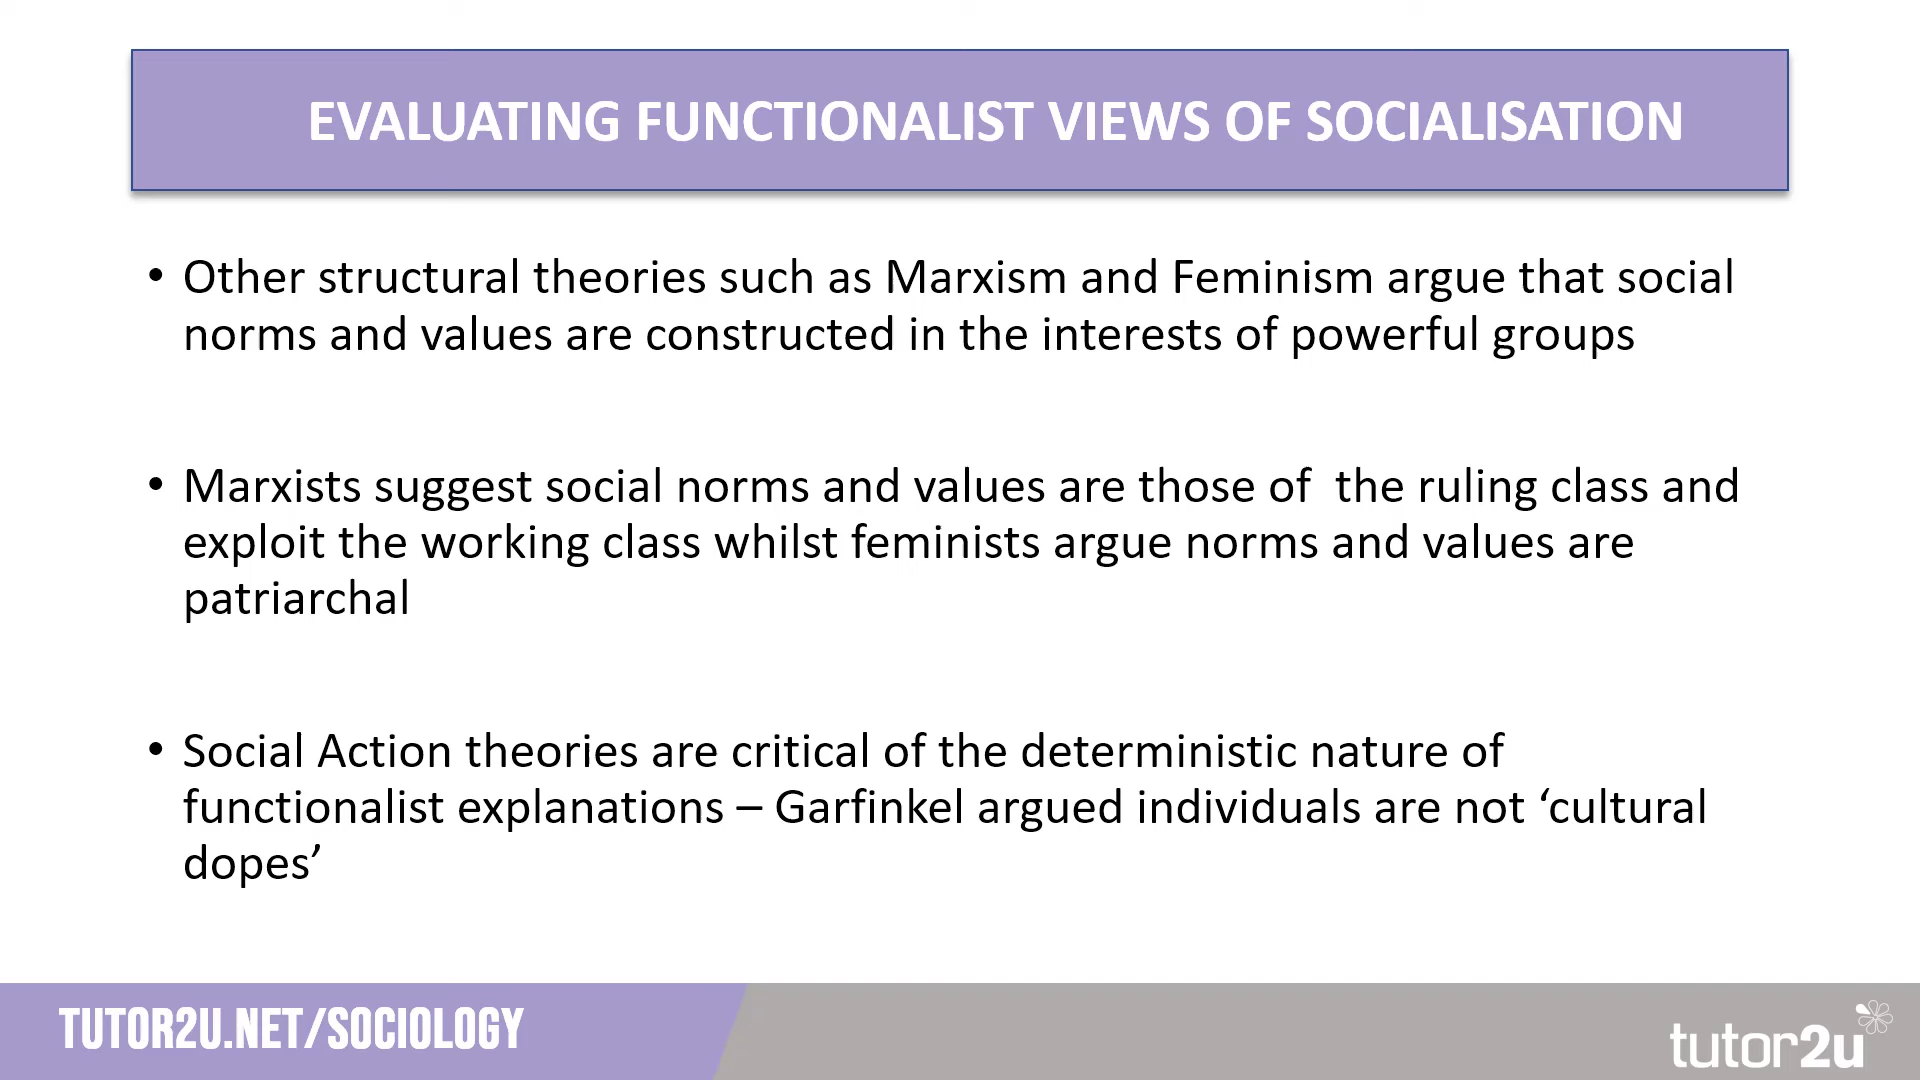 EVALUATING FUNCTIONALIST VIEWS OF SOCIALISATION
• Other structural theories such as Marxism and Feminism argue that social
norms and values are constructed in the interests of powerful groups
• Marxists suggest social norms and values are those of  the ruling class and
exploit the working class whilst feminists argue norms and values are
patriarchal
• Social Action theories are critical of the deterministic nature of
functionalist explanations – Garfinkel argued individuals are not ‘cultural
dopes’
TUTOR2U.NET/SOCIOLOGY
tutor2u